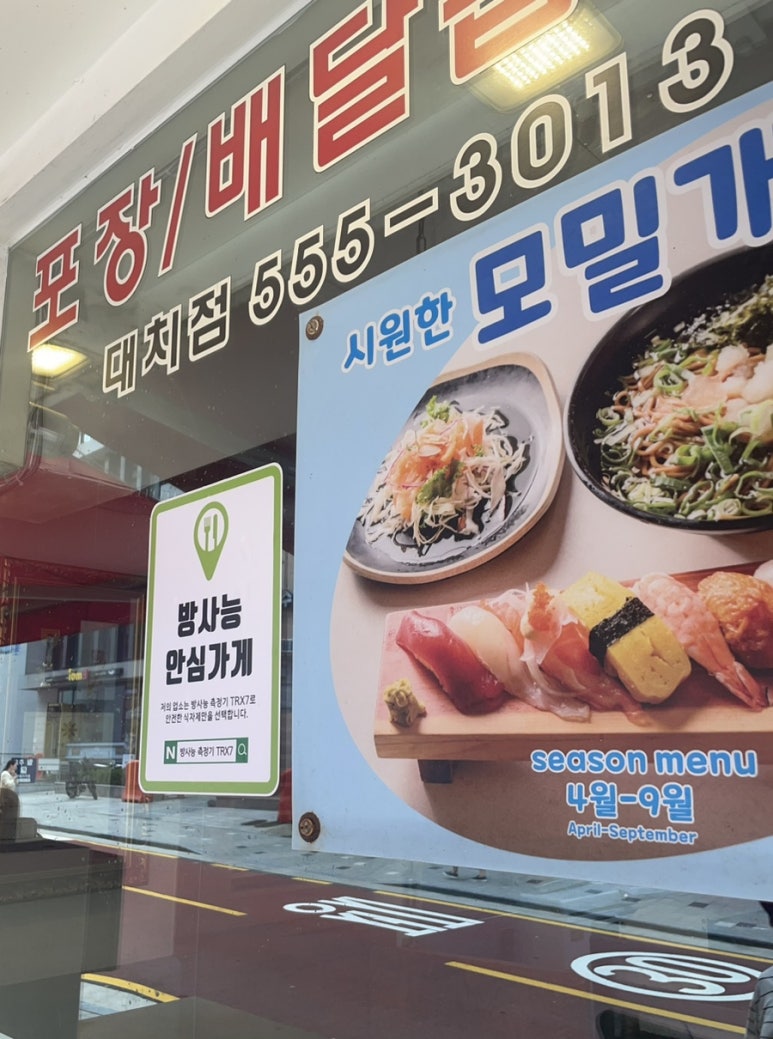 포장/배달
대치점 555-3013
시원한 모밀
방사능
안심가게
저희 업소는 방사능 측정기 TRX7로
안전한 식자재만을 선택합니다.
N 방사능 측정기 TRX7
season menu
4월-9월
April-September
30